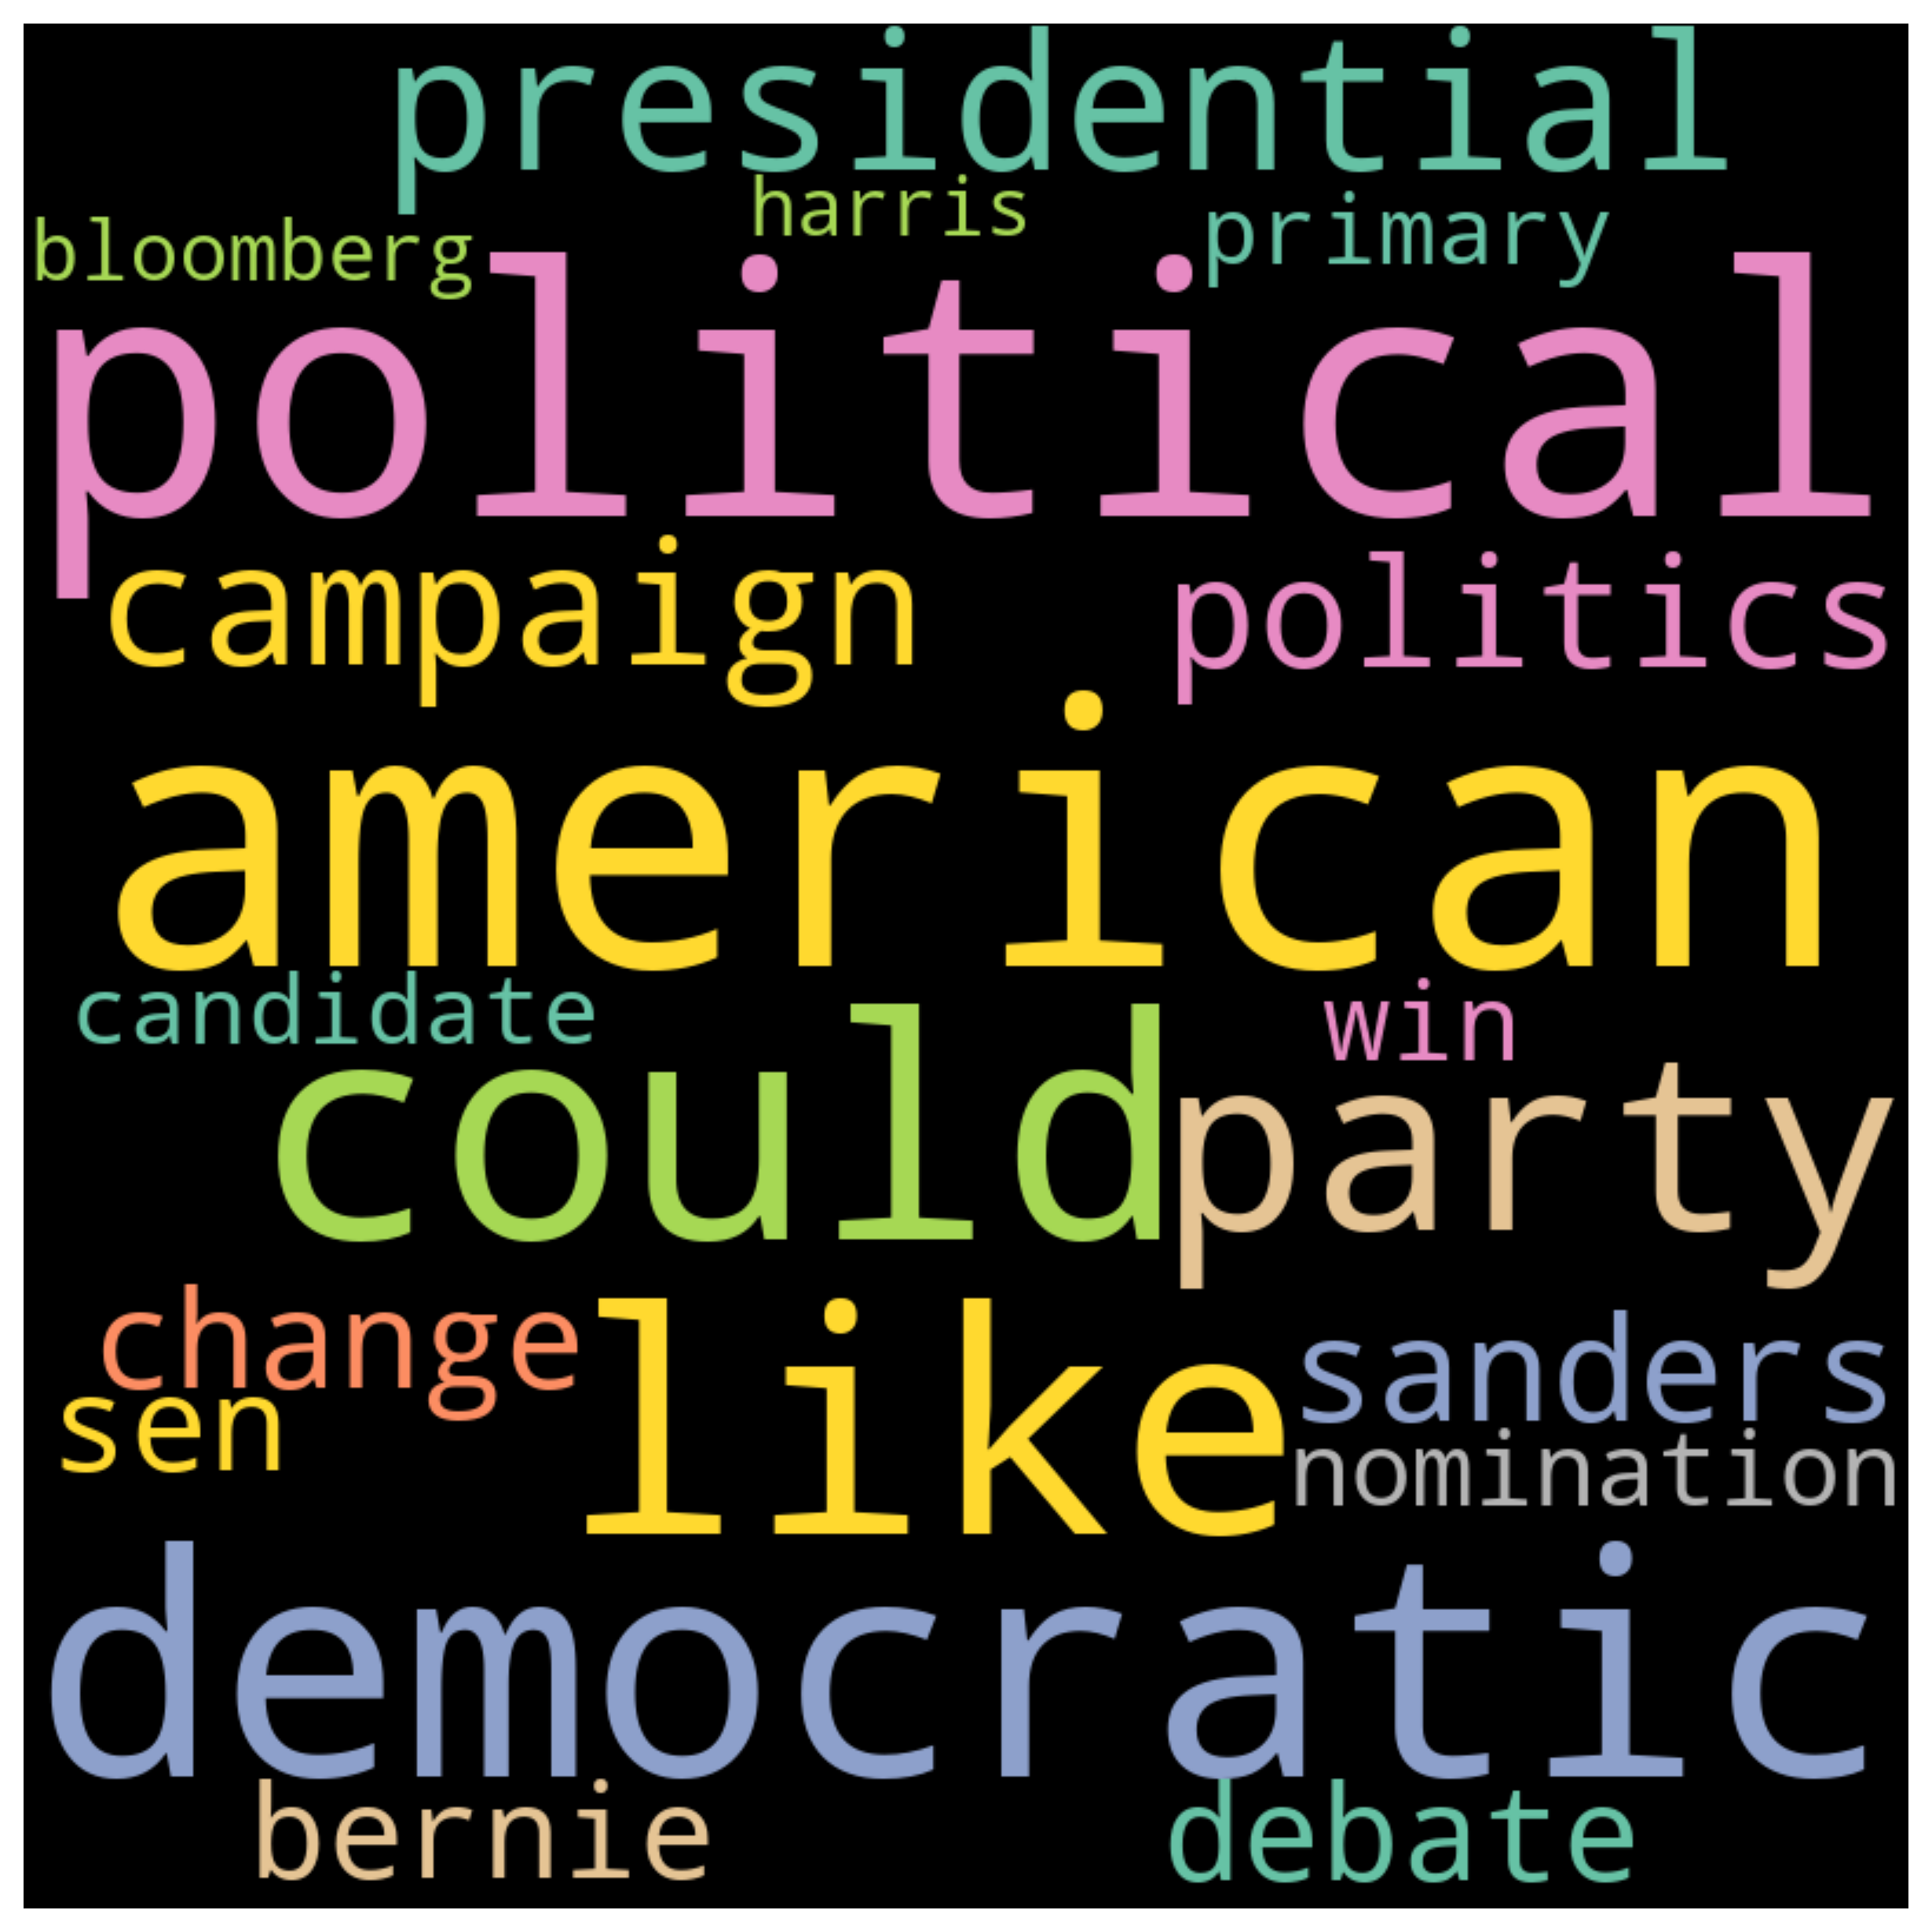 presidential
harris
bloomberg
primary
political
campaign
politics
american
candidate
win
could
party
change
like
sanders
sen
nomination
democratic
bernie
debate